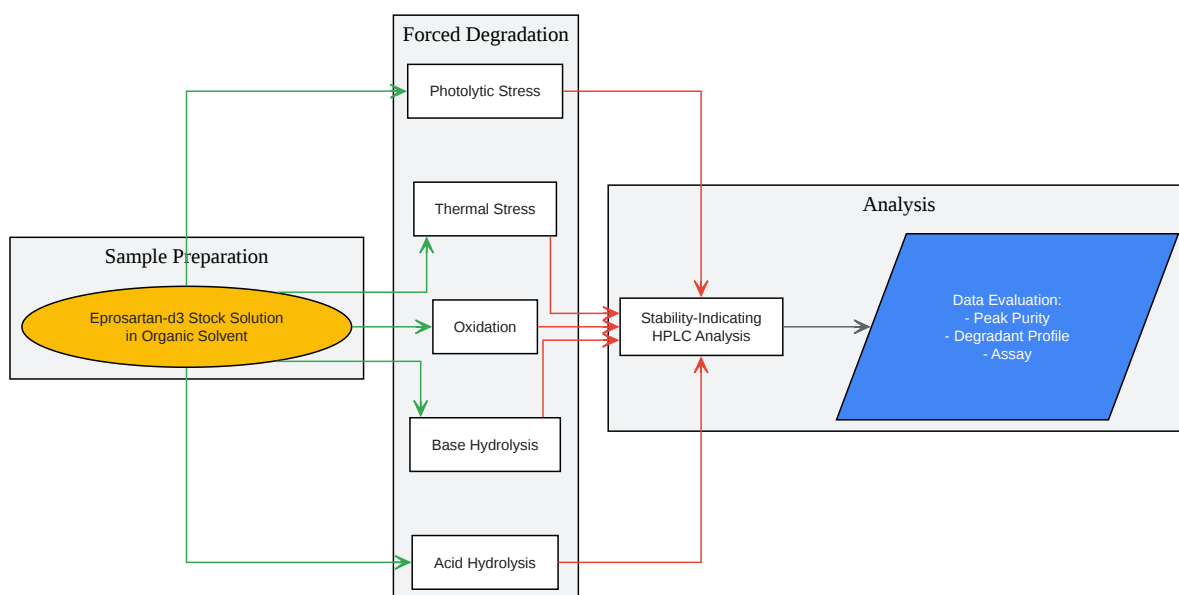 Sample Preparation
Eprosartan-d3 Stock Solution
in Organic Solvent
Forced Degradation
Photolytic Stress
Thermal Stress
Oxidation
Base Hydrolysis
Acid Hydrolysis
Analysis
Stability-Indicating
HPLC Analysis
Data Evaluation:
- Peak Purity
- Degradant Profile
- Assay